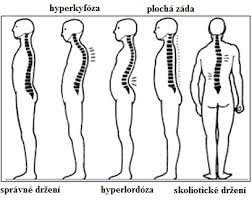 hyperkyfóza
plochá záda
správné držení
hyperlordóza
skoliotické držení